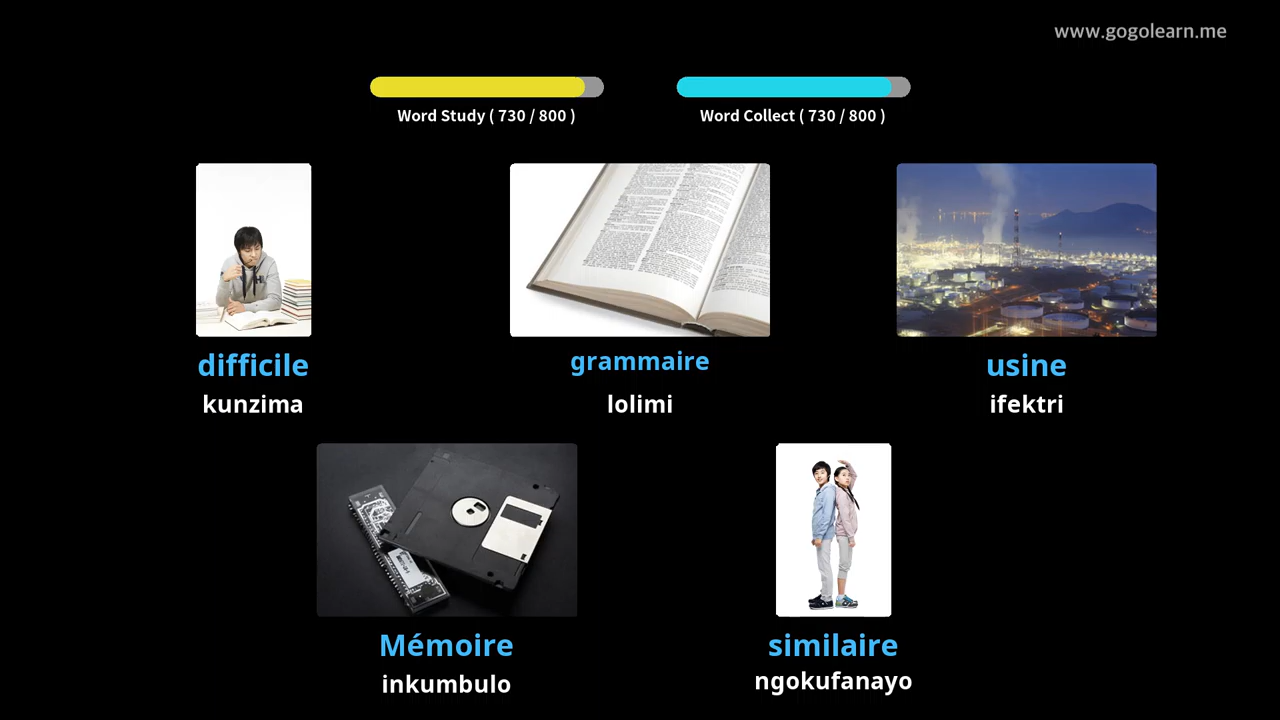 www.gogolearn.me
Word Study ( 730 / 800 )
Word Collect ( 730 / 800 )
difficile
kunzima
grammaire
lolimi
usine
ifektri
Mémoire
inkumbulo
similaire
ngokufanayo